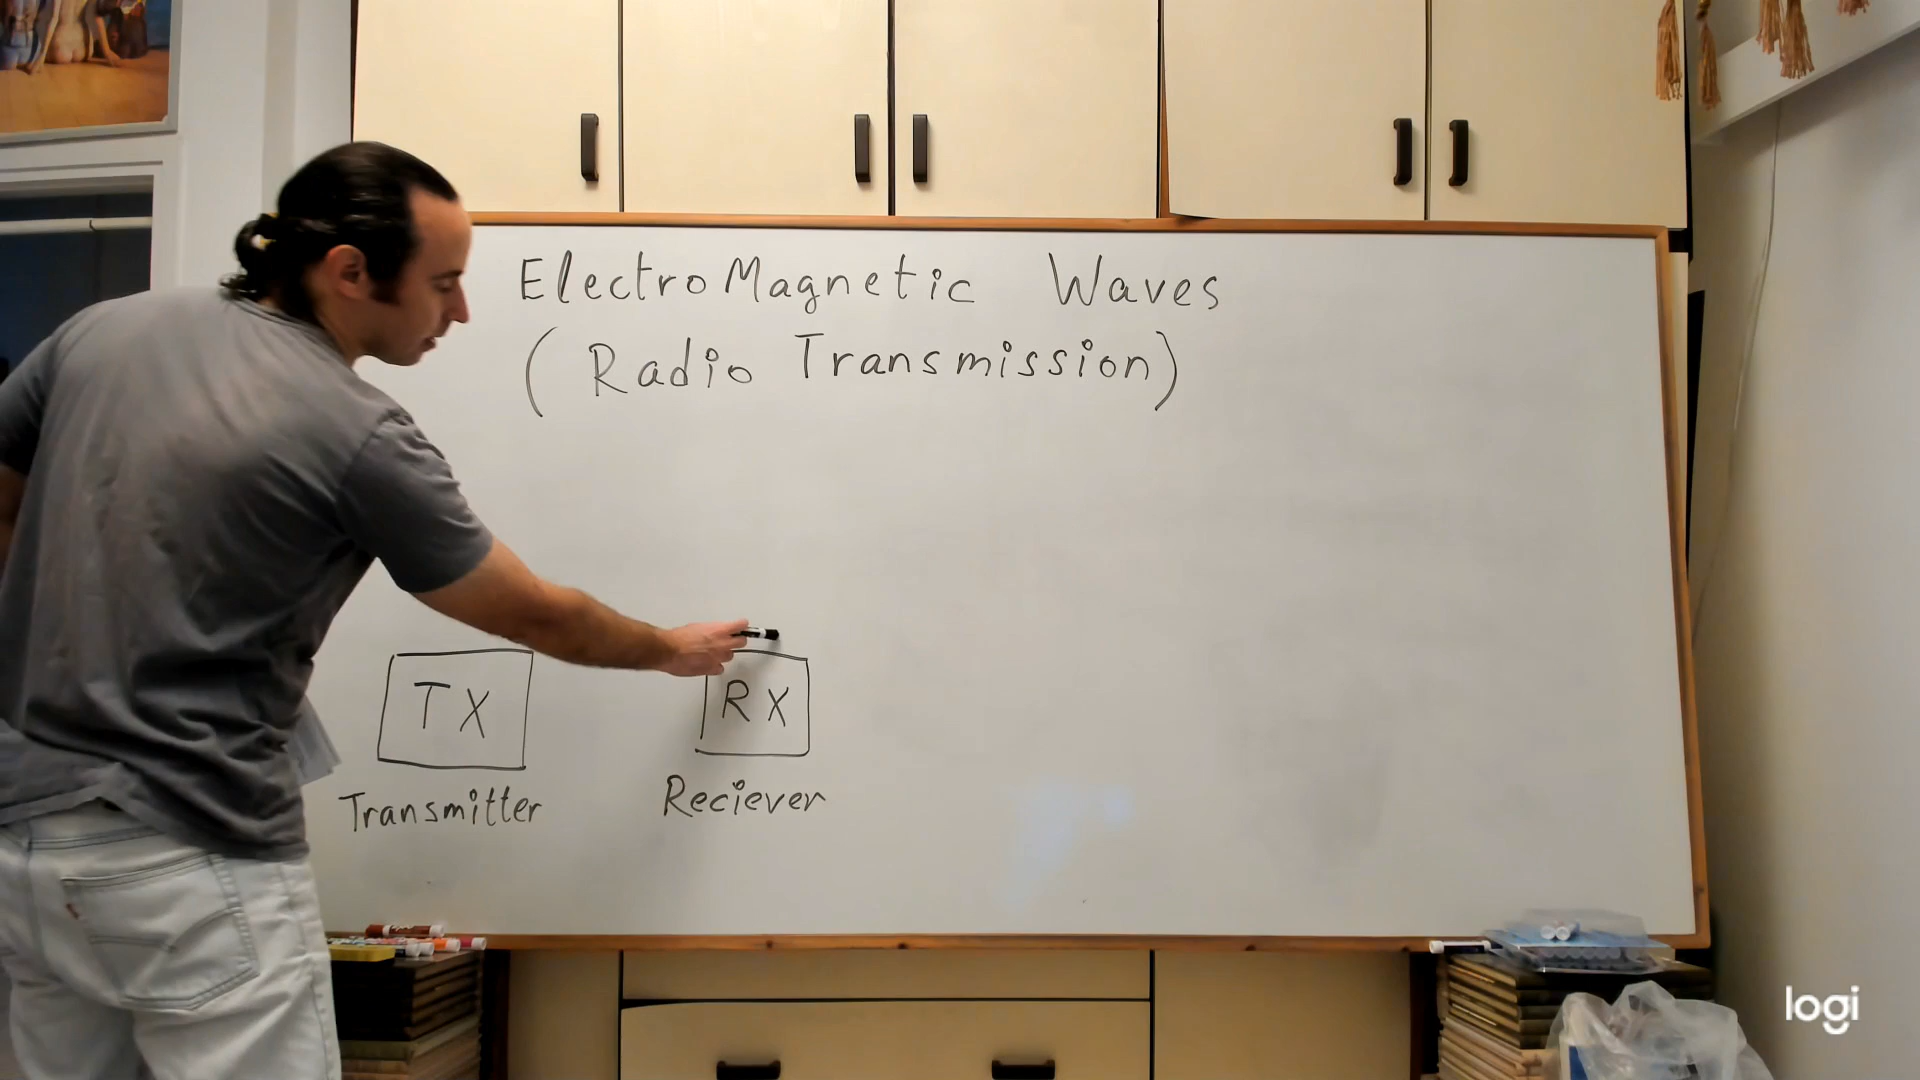 ElectroMagnetic Waves
(Radio Transmission)
TX
RX
Transmitter
Reciever
logi